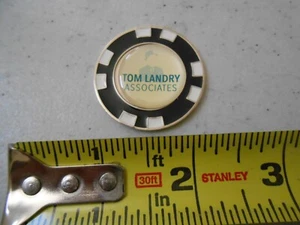 TOM LANDRY
ASSOCIATES
1 2 3
ft
30ft
STANLEY
in